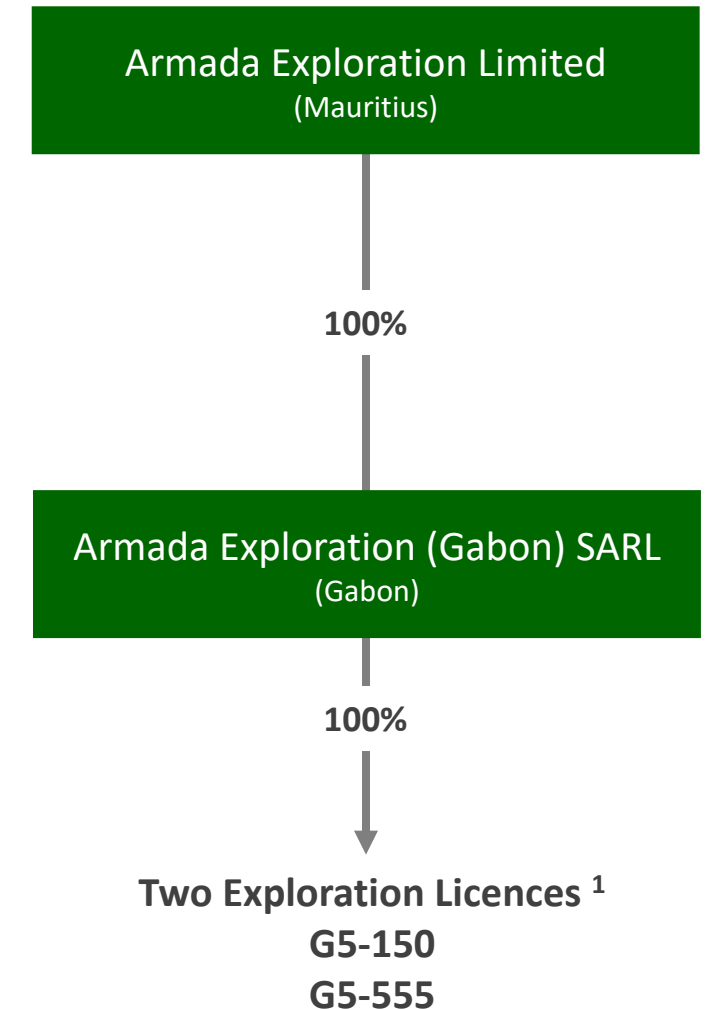 Armada Exploration Limited
(Mauritius)
100%
Armada Exploration (Gabon) SARL
(Gabon)
100%
Two Exploration Licences ¹
G5-150
G5-555